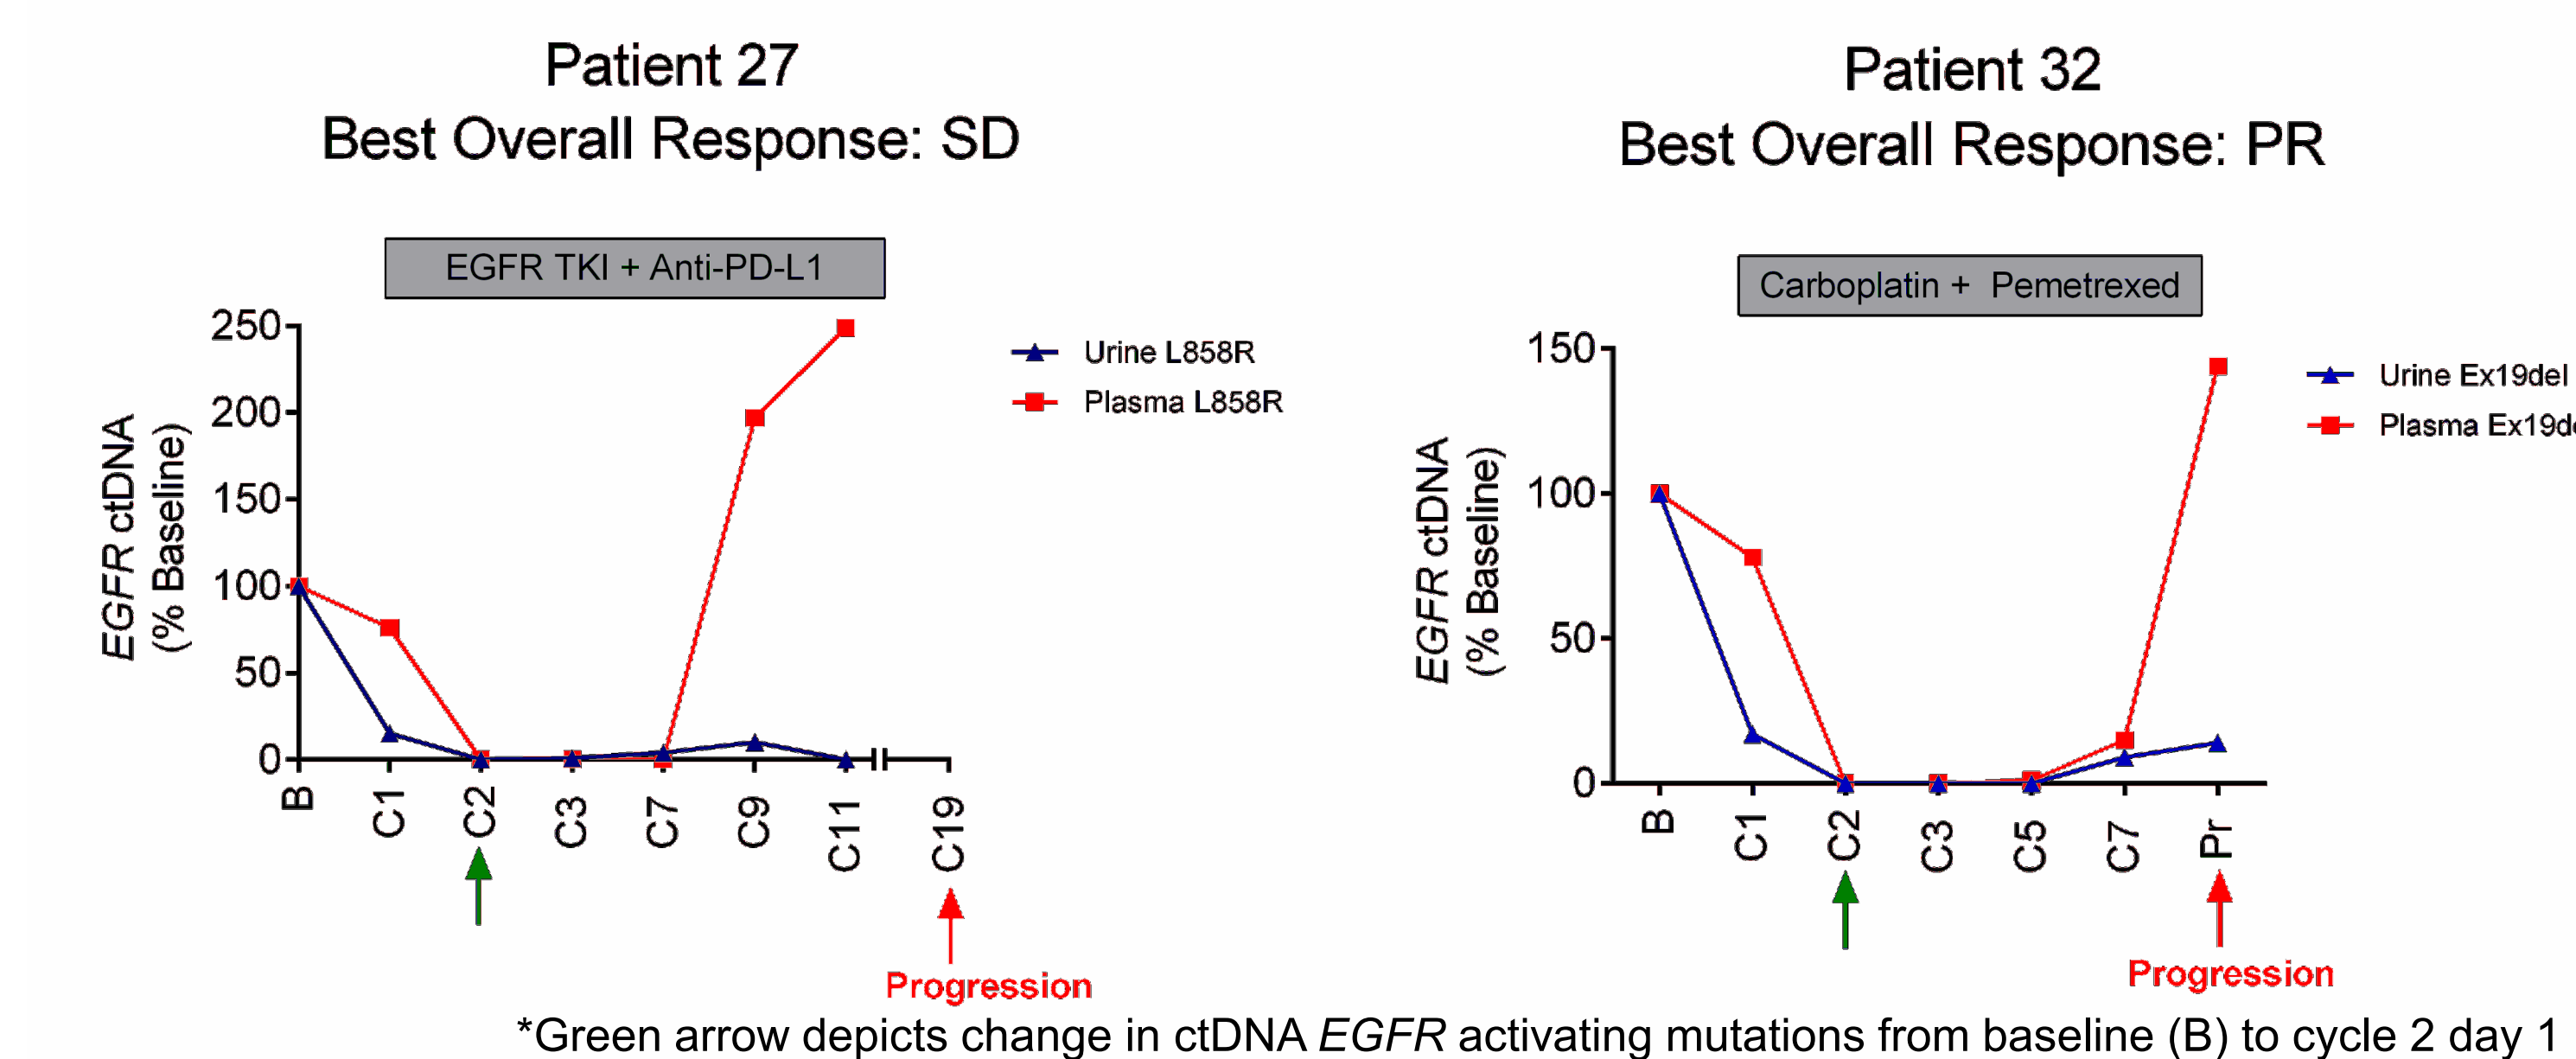 Patient 27
Best Overall Response: SD
EGFR TKI + Anti-PD-L1
250
200
150
100
50
0
EGFR ctDNA
(% Baseline)
Urine L858R
Plasma L858R
B
C1
C2
C3
C7
C9
C11
C19
Progression
Patient 32
Best Overall Response: PR
Carboplatin + Pemetrexed
150
100
50
0
EGFR ctDNA
(% Baseline)
Urine Ex19del
Plasma
B
C1
C2
C3
C5
C7
Pr
Progression
*Green arrow depicts change in ctDNA EGFR activating mutations from baseline (B) to cycle 2 day 1